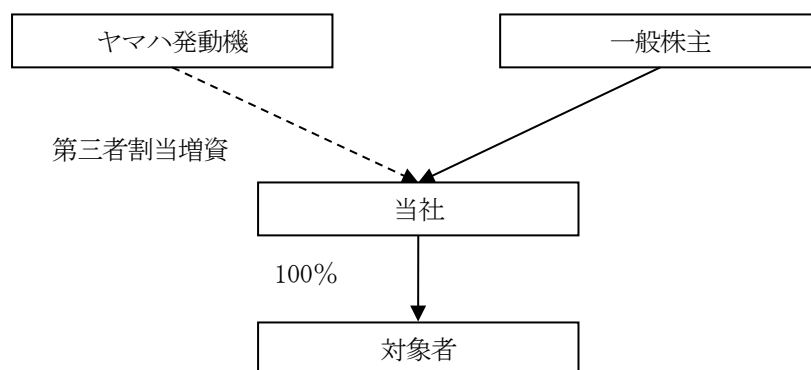 ヤマハ発動機
一般株主
第三者割当増資
当社
100％
対象者